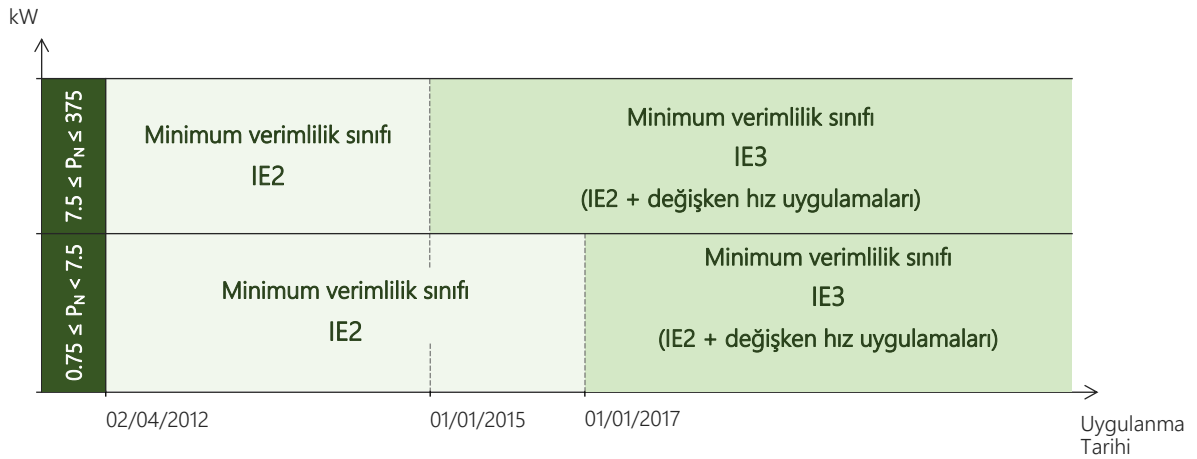 kW
7.5 ≤ PN ≤ 375
Minimum verimlilik sınıfı
IE2
Minimum verimlilik sınıfı
IE3
(IE2 + değişken hız uygulamaları)
0.75 ≤ PN < 7.5
Minimum verimlilik sınıfı
IE2
Minimum verimlilik sınıfı
IE3
(IE2 + değişken hız uygulamaları)
02/04/2012
01/01/2015
01/01/2017
Uygulanma
Tarihi